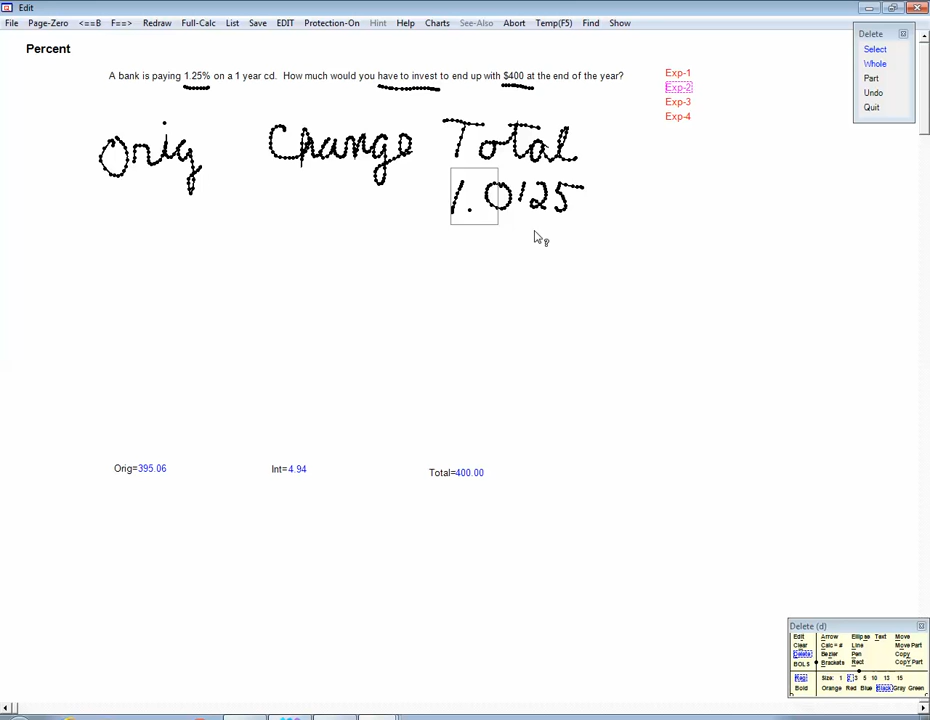 Edit
File Page-Zero <==B F==> Redraw Full-Calc List Save EDIT Protection-On Hint Help Charts See-Also Abort Temp(F5) Find Show
Percent
A bank is paying 1.25% on a 1 year cd. How much would you have to invest to end up with $400 at the end of the year?
Exp-1
Exp-2
Exp-3
Exp-4
Delete
Select
Whole
Part
Undo
Quit
Orig Change Total
1.0125
Orig=395.06 Int=4.94 Total=400.00
Delete (d)
Edit Arrow Ellipse Text Move
Clear Calc = # Line Move Part
Delete Bezier Pen Copy
BOLS Brackets Rect Copy Part
Reg Size: 1 2 3 5 10 13 15
Bold Orange Red Blue Black Gray Green